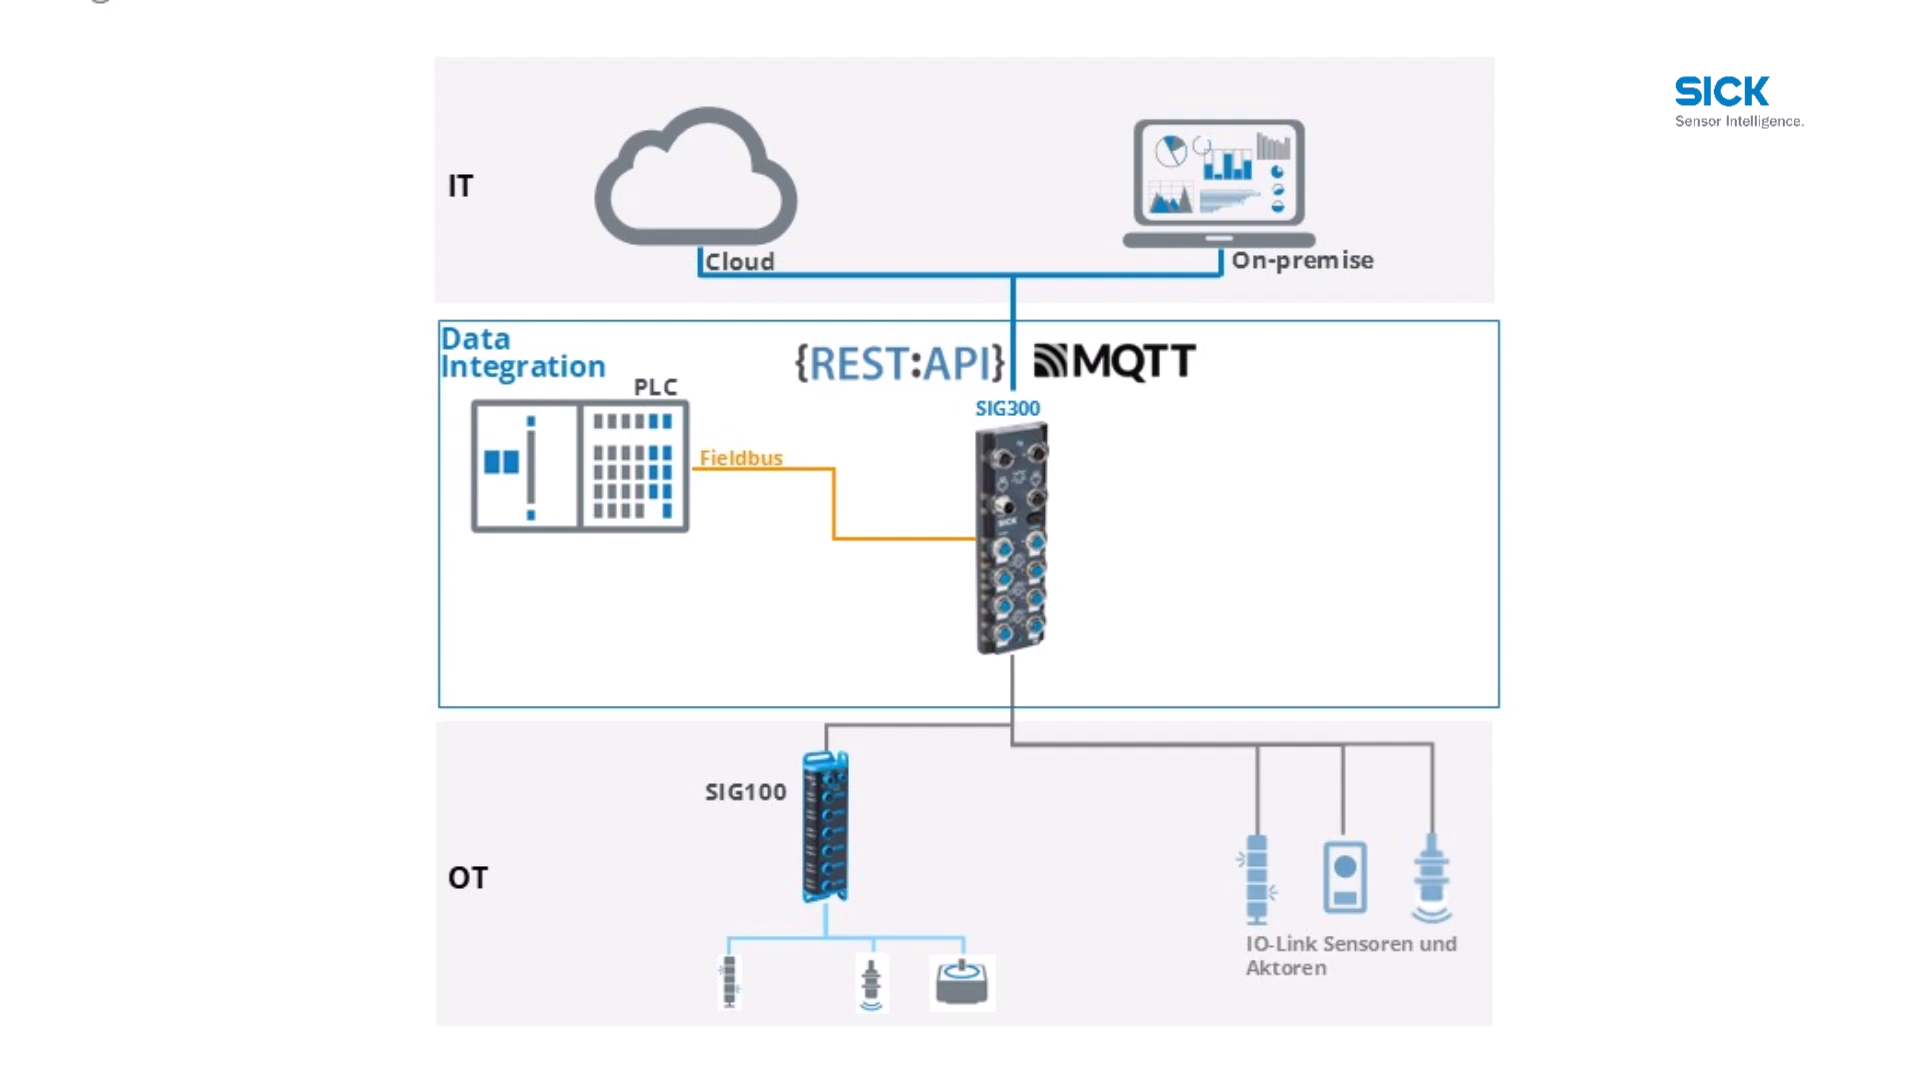 SICK
Sensor Intelligence.
IT
Cloud
On-premise
Data
Integration
{REST:API}
MQTT
PLC
SIG300
Fieldbus
SICK
SIG100
OT
IO-Link Sensoren und
Aktoren